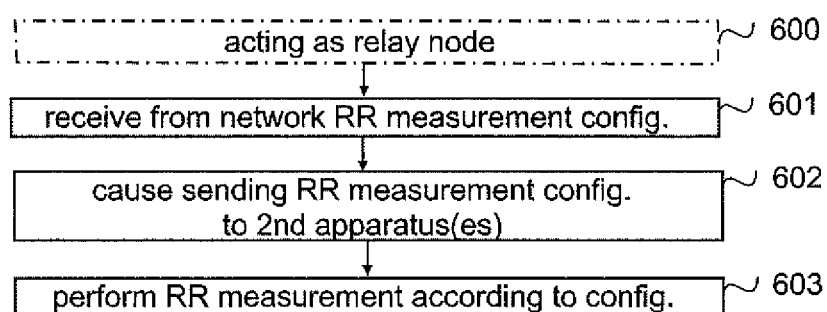 acting as relay node
600
receive from network RR measurement config.
601
cause sending RR measurement config.
to 2nd apparatus(es)
602
perform RR measurement according to config.
603